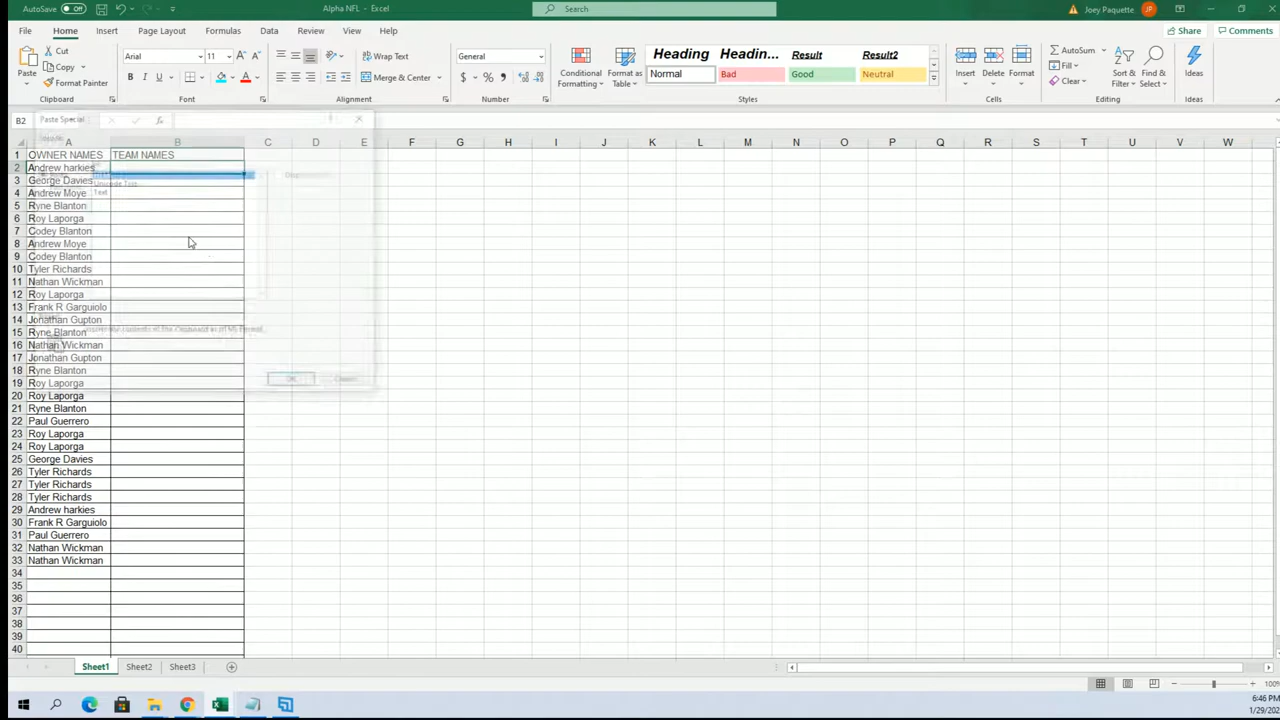 AutoSave Off Alpha NFL - Excel Search Joey Paquette JP
File Home Insert Page Layout Formulas Data Review View Help Share Comments
Paste Cut Copy Format Painter Clipboard
Arial 11 B I U A A A Font
Wrap Text Merge & Center Alignment
General $ % Number
Conditional Formatting Format as Table Heading Headin... Result Result2
Normal Bad Good Neutral Styles
Insert Delete Format Cells
AutoSum Fill Clear Sort & Filter Find & Select Editing
Ideas Ideas
B2 Paste Special fx
A B C D E F G H I J K L M N O P Q R S T U V W
1 OWNER NAMES TEAM NAMES
2 Andrew harkies
3 George Davies
Unicode Text
4 Andrew Moye Text
5 Ryne Blanton
6 Roy Laporga
7 Codey Blanton
8 Andrew Moye
9 Codey Blanton
10 Tyler Richards
11 Nathan Wickman
12 Roy Laporga
13 Frank R Garguiolo
14 Jonathan Gupton
15 Ryne Blanton
16 Nathan Wickman
17 Jonathan Gupton
18 Ryne Blanton
19 Roy Laporga OK
20 Roy Laporga
21 Ryne Blanton
22 Paul Guerrero
23 Roy Laporga
24 Roy Laporga
25 George Davies
26 Tyler Richards
27 Tyler Richards
28 Tyler Richards
29 Andrew harkies
30 Frank R Garguiolo
31 Paul Guerrero
32 Nathan Wickman
33 Nathan Wickman
34
35
36
37
38
39
40
Sheet1 Sheet2 Sheet3
100%
6:46 PM
1/29/202